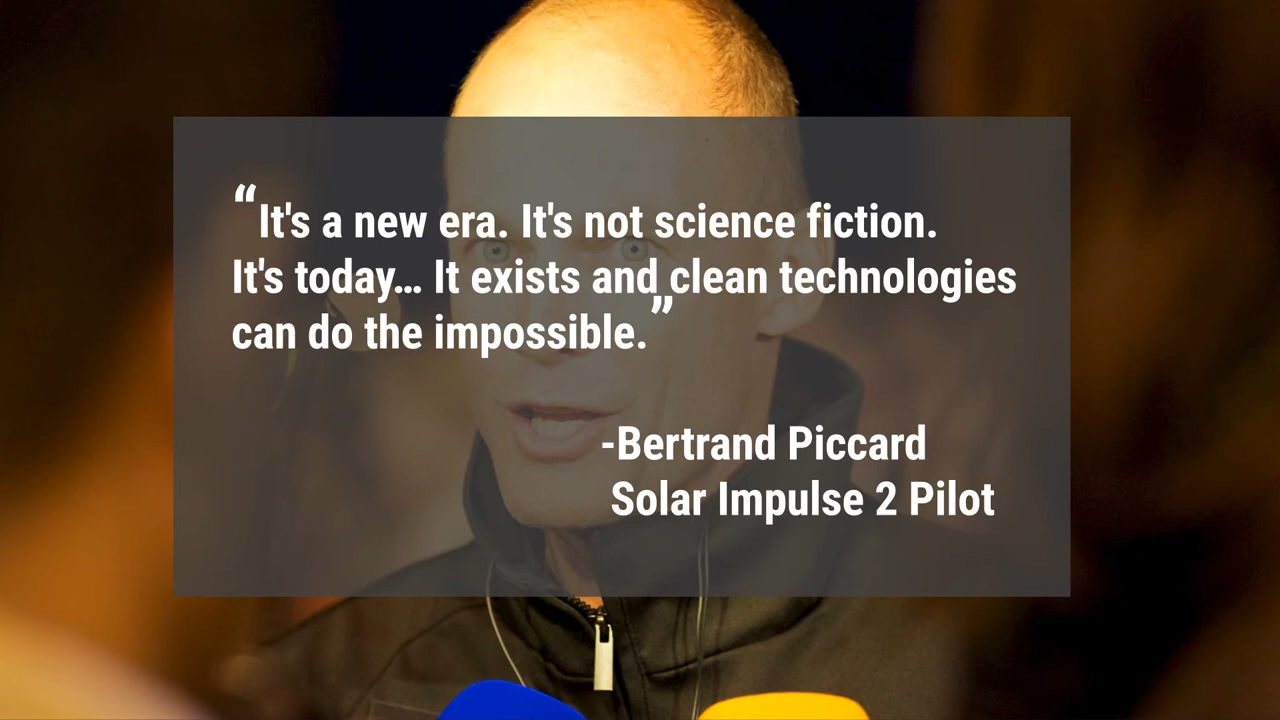 “It's a new era. It's not science fiction.
It's today... It exists and clean technologies
can do the impossible.”
-Bertrand Piccard
Solar Impulse 2 Pilot